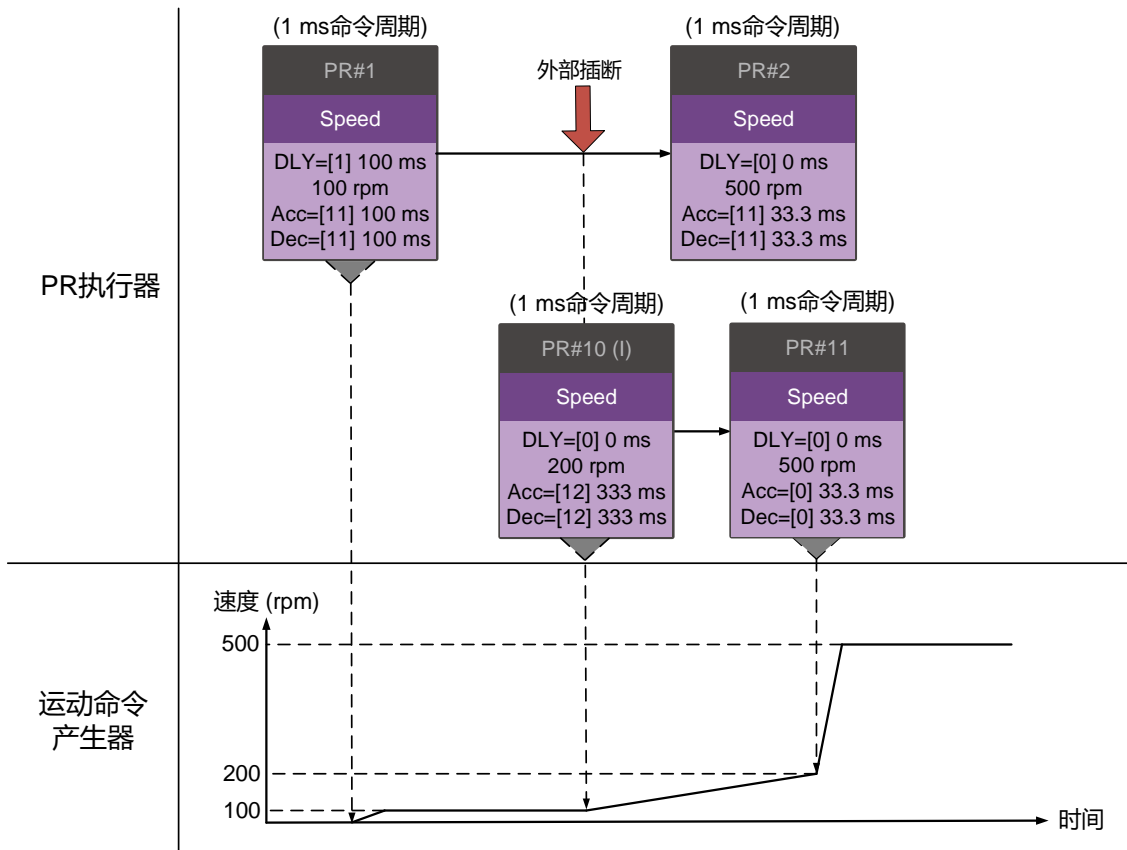 (1 ms命令周期)
(1 ms命令周期)
PR#1
外部插断
PR#2
Speed
Speed
DLY=[1] 100 ms
100 rpm
Acc=[11] 100 ms
Dec=[11] 100 ms
DLY=[0] 0 ms
500 rpm
Acc=[11] 33.3 ms
Dec=[11] 33.3 ms
PR执行器
(1 ms命令周期)
(1 ms命令周期)
PR#10 (I)
PR#11
Speed
Speed
DLY=[0] 0 ms
200 rpm
Acc=[12] 333 ms
Dec=[12] 333 ms
DLY=[0] 0 ms
500 rpm
Acc=[0] 33.3 ms
Dec=[0] 33.3 ms
运动命令
产生器
速度 (rpm)
500
200
100
时间